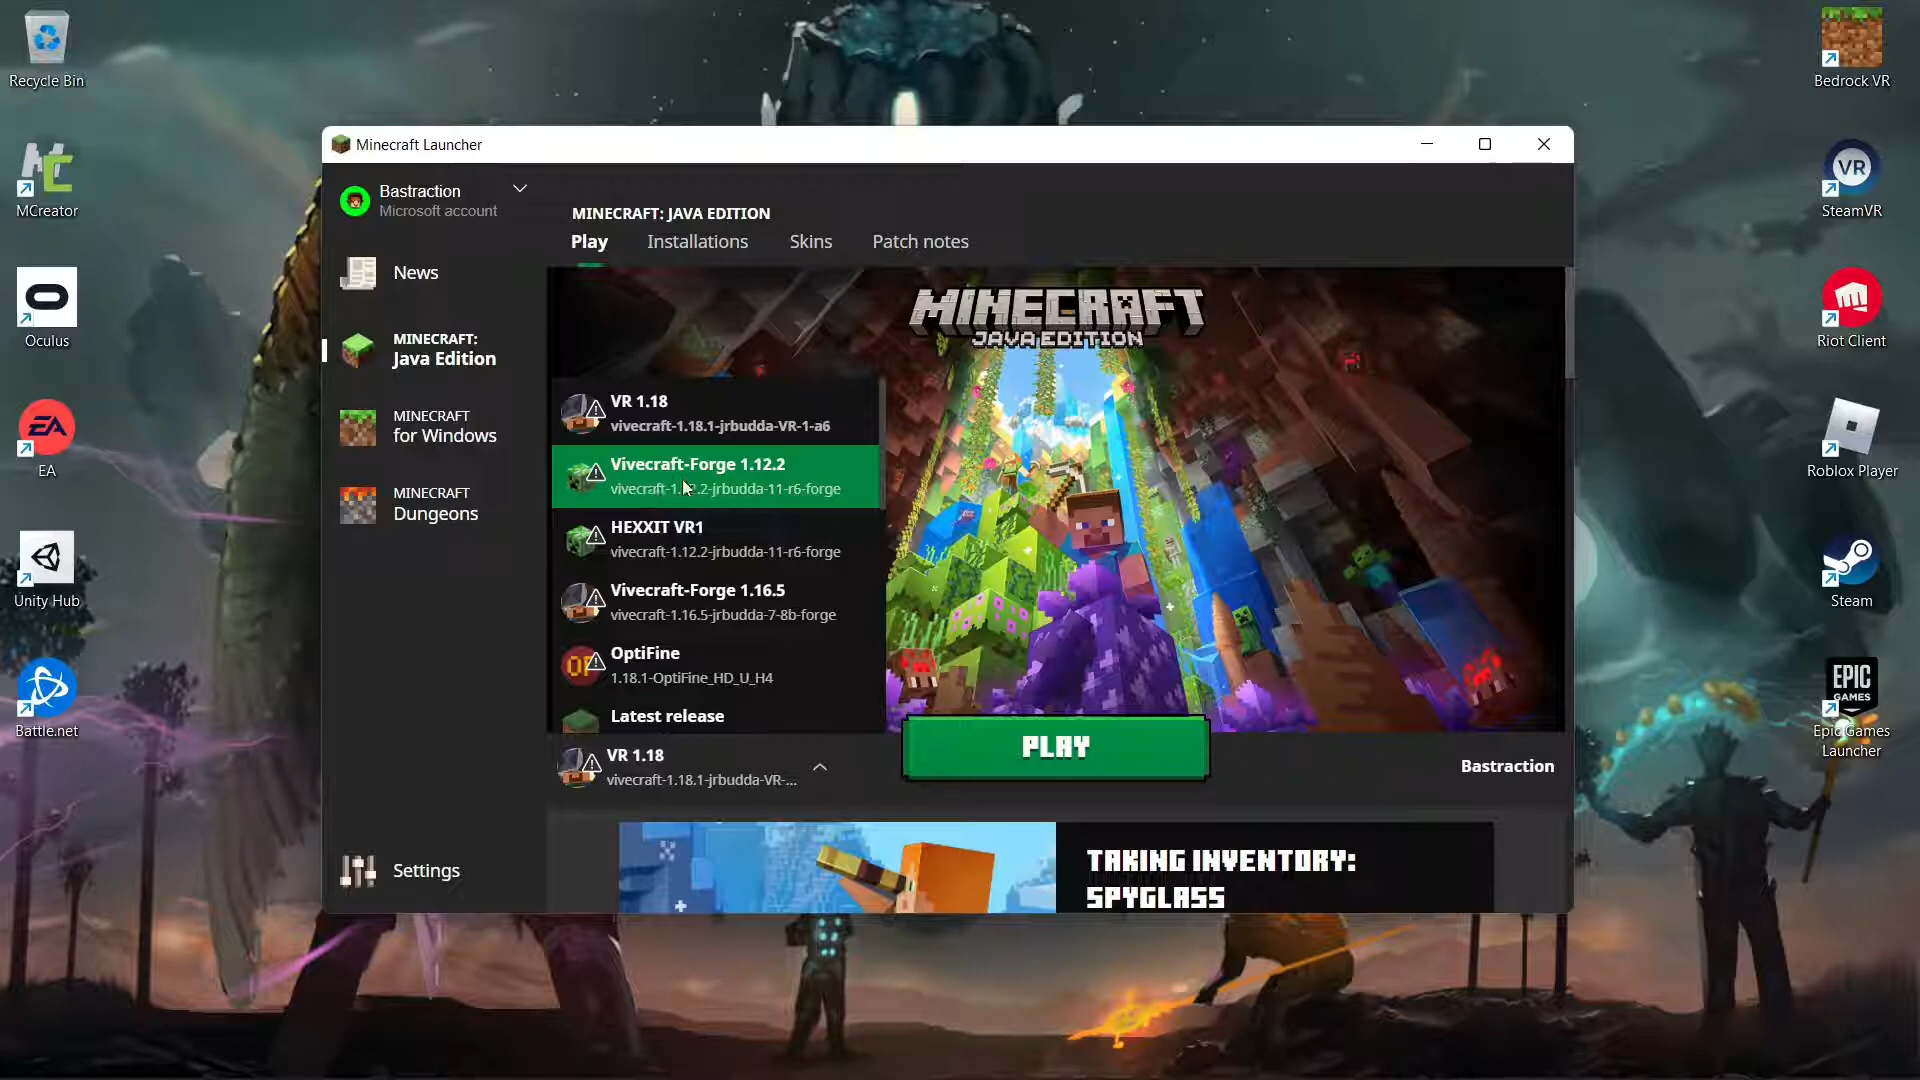 Recycle Bin
MCreator
Oculus
EA
EA
Unity Hub
Battle.net
Minecraft Launcher
Bastraction
Microsoft account
News
MINECRAFT:
Java Edition
MINECRAFT
for Windows
MINECRAFT
Dungeons
Settings
MINECRAFT: JAVA EDITION
Play
Installations
Skins
Patch notes
MINECRAFT
JAVA EDITION
VR 1.18
vivecraft-1.18.1-jrbudda-VR-1-a6
Vivecraft-Forge 1.12.2
vivecraft-1.12.2-jrbudda-11-r6-forge
HEXXIT VR1
vivecraft-1.12.2-jrbudda-11-r6-forge
Vivecraft-Forge 1.16.5
vivecraft-1.16.5-jrbudda-7-8b-forge
OptiFine
OF
1.18.1-OptiFine_HD_U_H4
Latest release
VR 1.18
vivecraft-1.18.1-jrbudda-VR-...
PLAY
Bastraction
TAKING INVENTORY:
SPYGLASS
Bedrock VR
VR
SteamVR
Riot Client
Roblox Player
Steam
EPIC
GAMES
Epic Games
Launcher